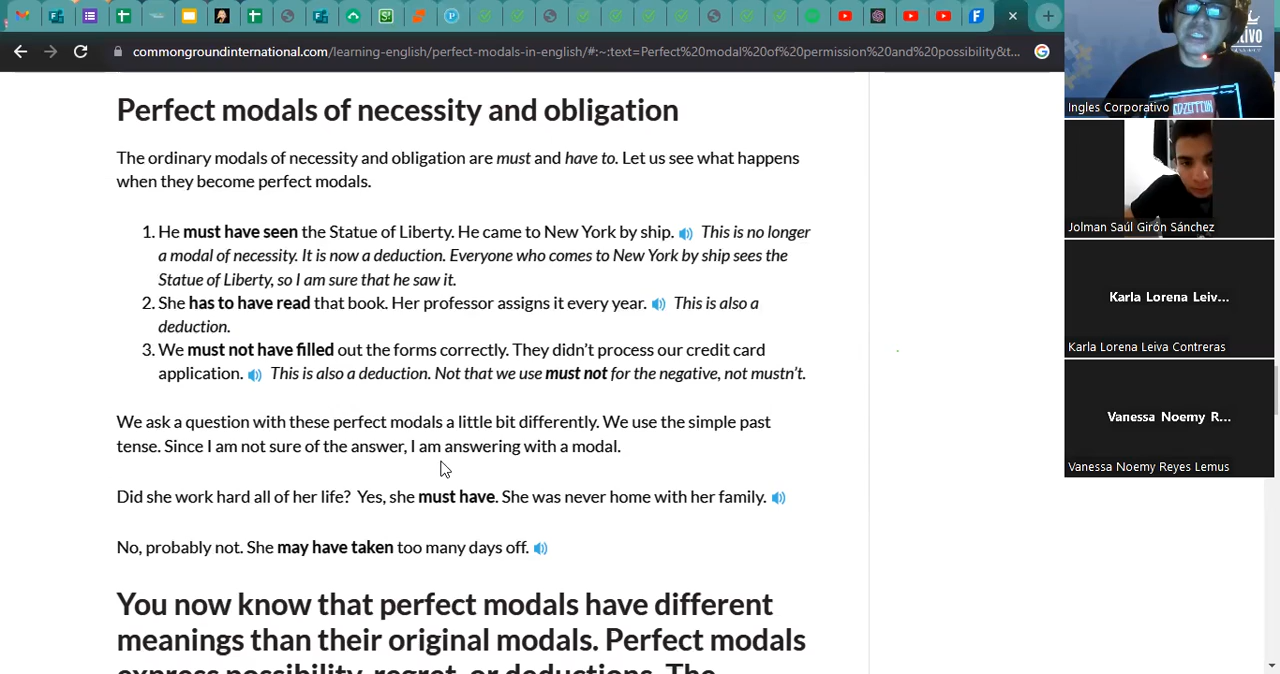 commongroundinternational.com/learning-english/perfect-modals-in-english/#:~:text=Perfect%20modal%20of%20permission%20and%20possibility&t...
Perfect modals of necessity and obligation
The ordinary modals of necessity and obligation are must and have to. Let us see what happens
when they become perfect modals.
1. He must have seen the Statue of Liberty. He came to New York by ship. This is no longer
a modal of necessity. It is now a deduction. Everyone who comes to New York by ship sees the
Statue of Liberty, so I am sure that he saw it.
2. She has to have read that book. Her professor assigns it every year. This is also a
deduction.
3. We must not have filled out the forms correctly. They didn't process our credit card
application. This is also a deduction. Not that we use must not for the negative, not mustn't.
We ask a question with these perfect modals a little bit differently. We use the simple past
tense. Since I am not sure of the answer, I am answering with a modal.
Did she work hard all of her life? Yes, she must have. She was never home with her family.
No, probably not. She may have taken too many days off.
You now know that perfect modals have different
meanings than their original modals. Perfect modals
express possibility, regret, or deductions. The
Ingles Corporativo
Jolman Saúl Girón Sánchez
Karla Lorena Leiv...
Karla Lorena Leiva Contreras
Vanessa Noemy R...
Vanessa Noemy Reyes Lemus